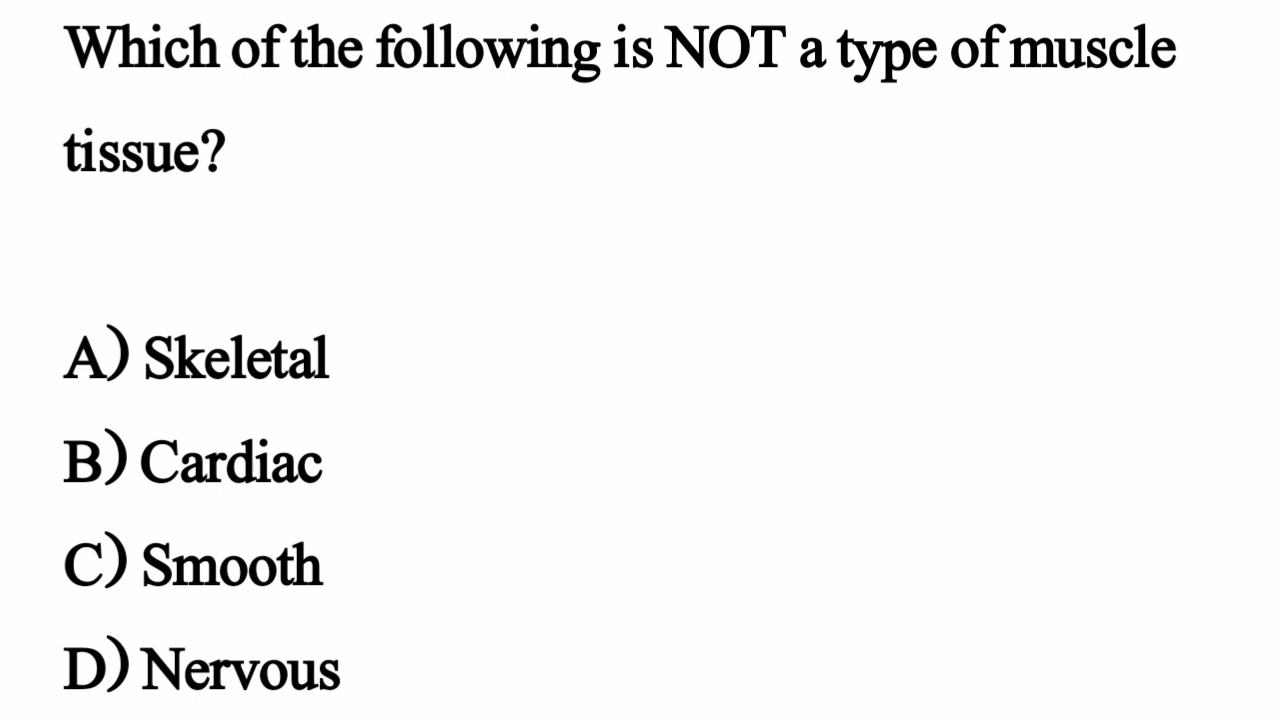 Which of the following is NOT a type of muscle
tissue?
A) Skeletal
B) Cardiac
C) Smooth
D) Nervous